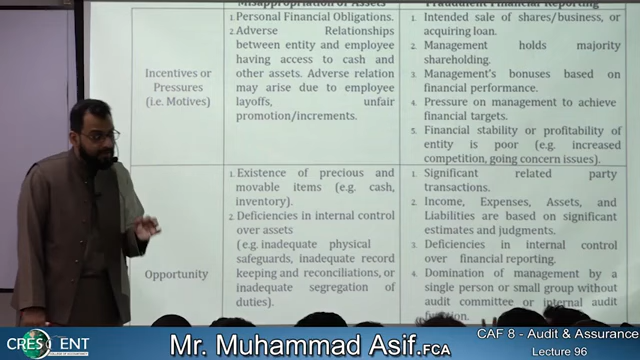 Misappropriation of Assets
Fraudulent Financial Reporting
Incentives or
Pressures
(i.e. Motives)
1. Personal Financial Obligations.
2. Adverse Relationships
between entity and employee
having access to cash and
other assets. Adverse relation
may arise due to employee
layoffs, unfair
promotion/increments.
1. Intended sale of shares/business, or
acquiring loan.
2. Management holds majority
shareholding.
3. Management's bonuses based on
financial performance.
4. Pressure on management to achieve
financial targets.
5. Financial stability or profitability of
entity is poor (e.g. increased
competition, going concern issues).
Opportunity
1. Existence of precious and
movable items (e.g. cash,
inventory).
2. Deficiencies in internal control
over assets
(e.g. inadequate physical
safeguards, inadequate record
keeping and reconciliations, or
inadequate segregation of
duties).
1. Significant related party
transactions.
2. Income, Expenses, Assets, and
Liabilities are based on significant
estimates and judgments.
3. Deficiencies in internal control
over financial reporting.
4. Domination of management by a
single person or small group without
audit committee or internal audit
function.
CRESCENT
Mr. Muhammad Asif.FCA
CAF 8 - Audit & Assurance
Lecture 96